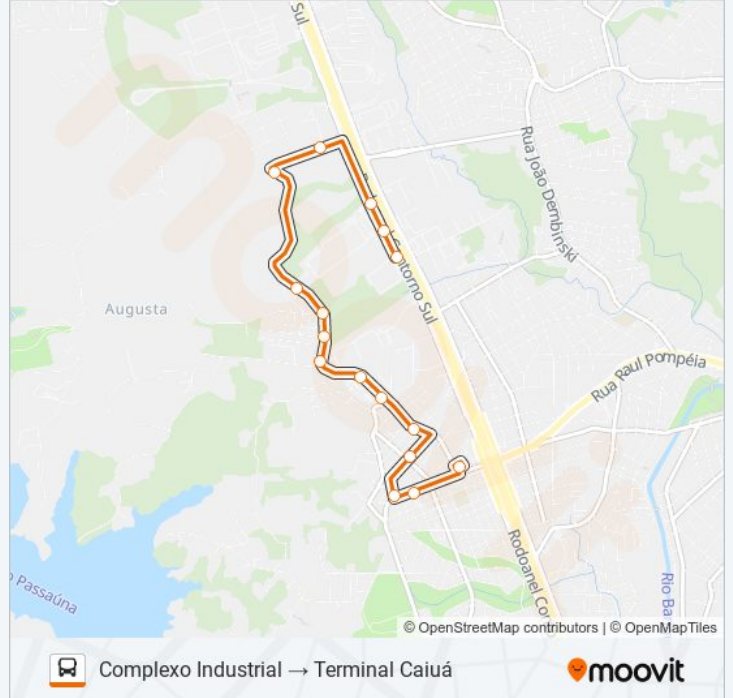 Sul
Rua João Dembinski
Contorno Sul
Augusta
Rua Raul Pompéia
Rodoanel Co
o Passaúna
Rio Ba
© OpenStreetMap contributors | © OpenMapTiles
Complexo Industrial → Terminal Caiuá
moovit